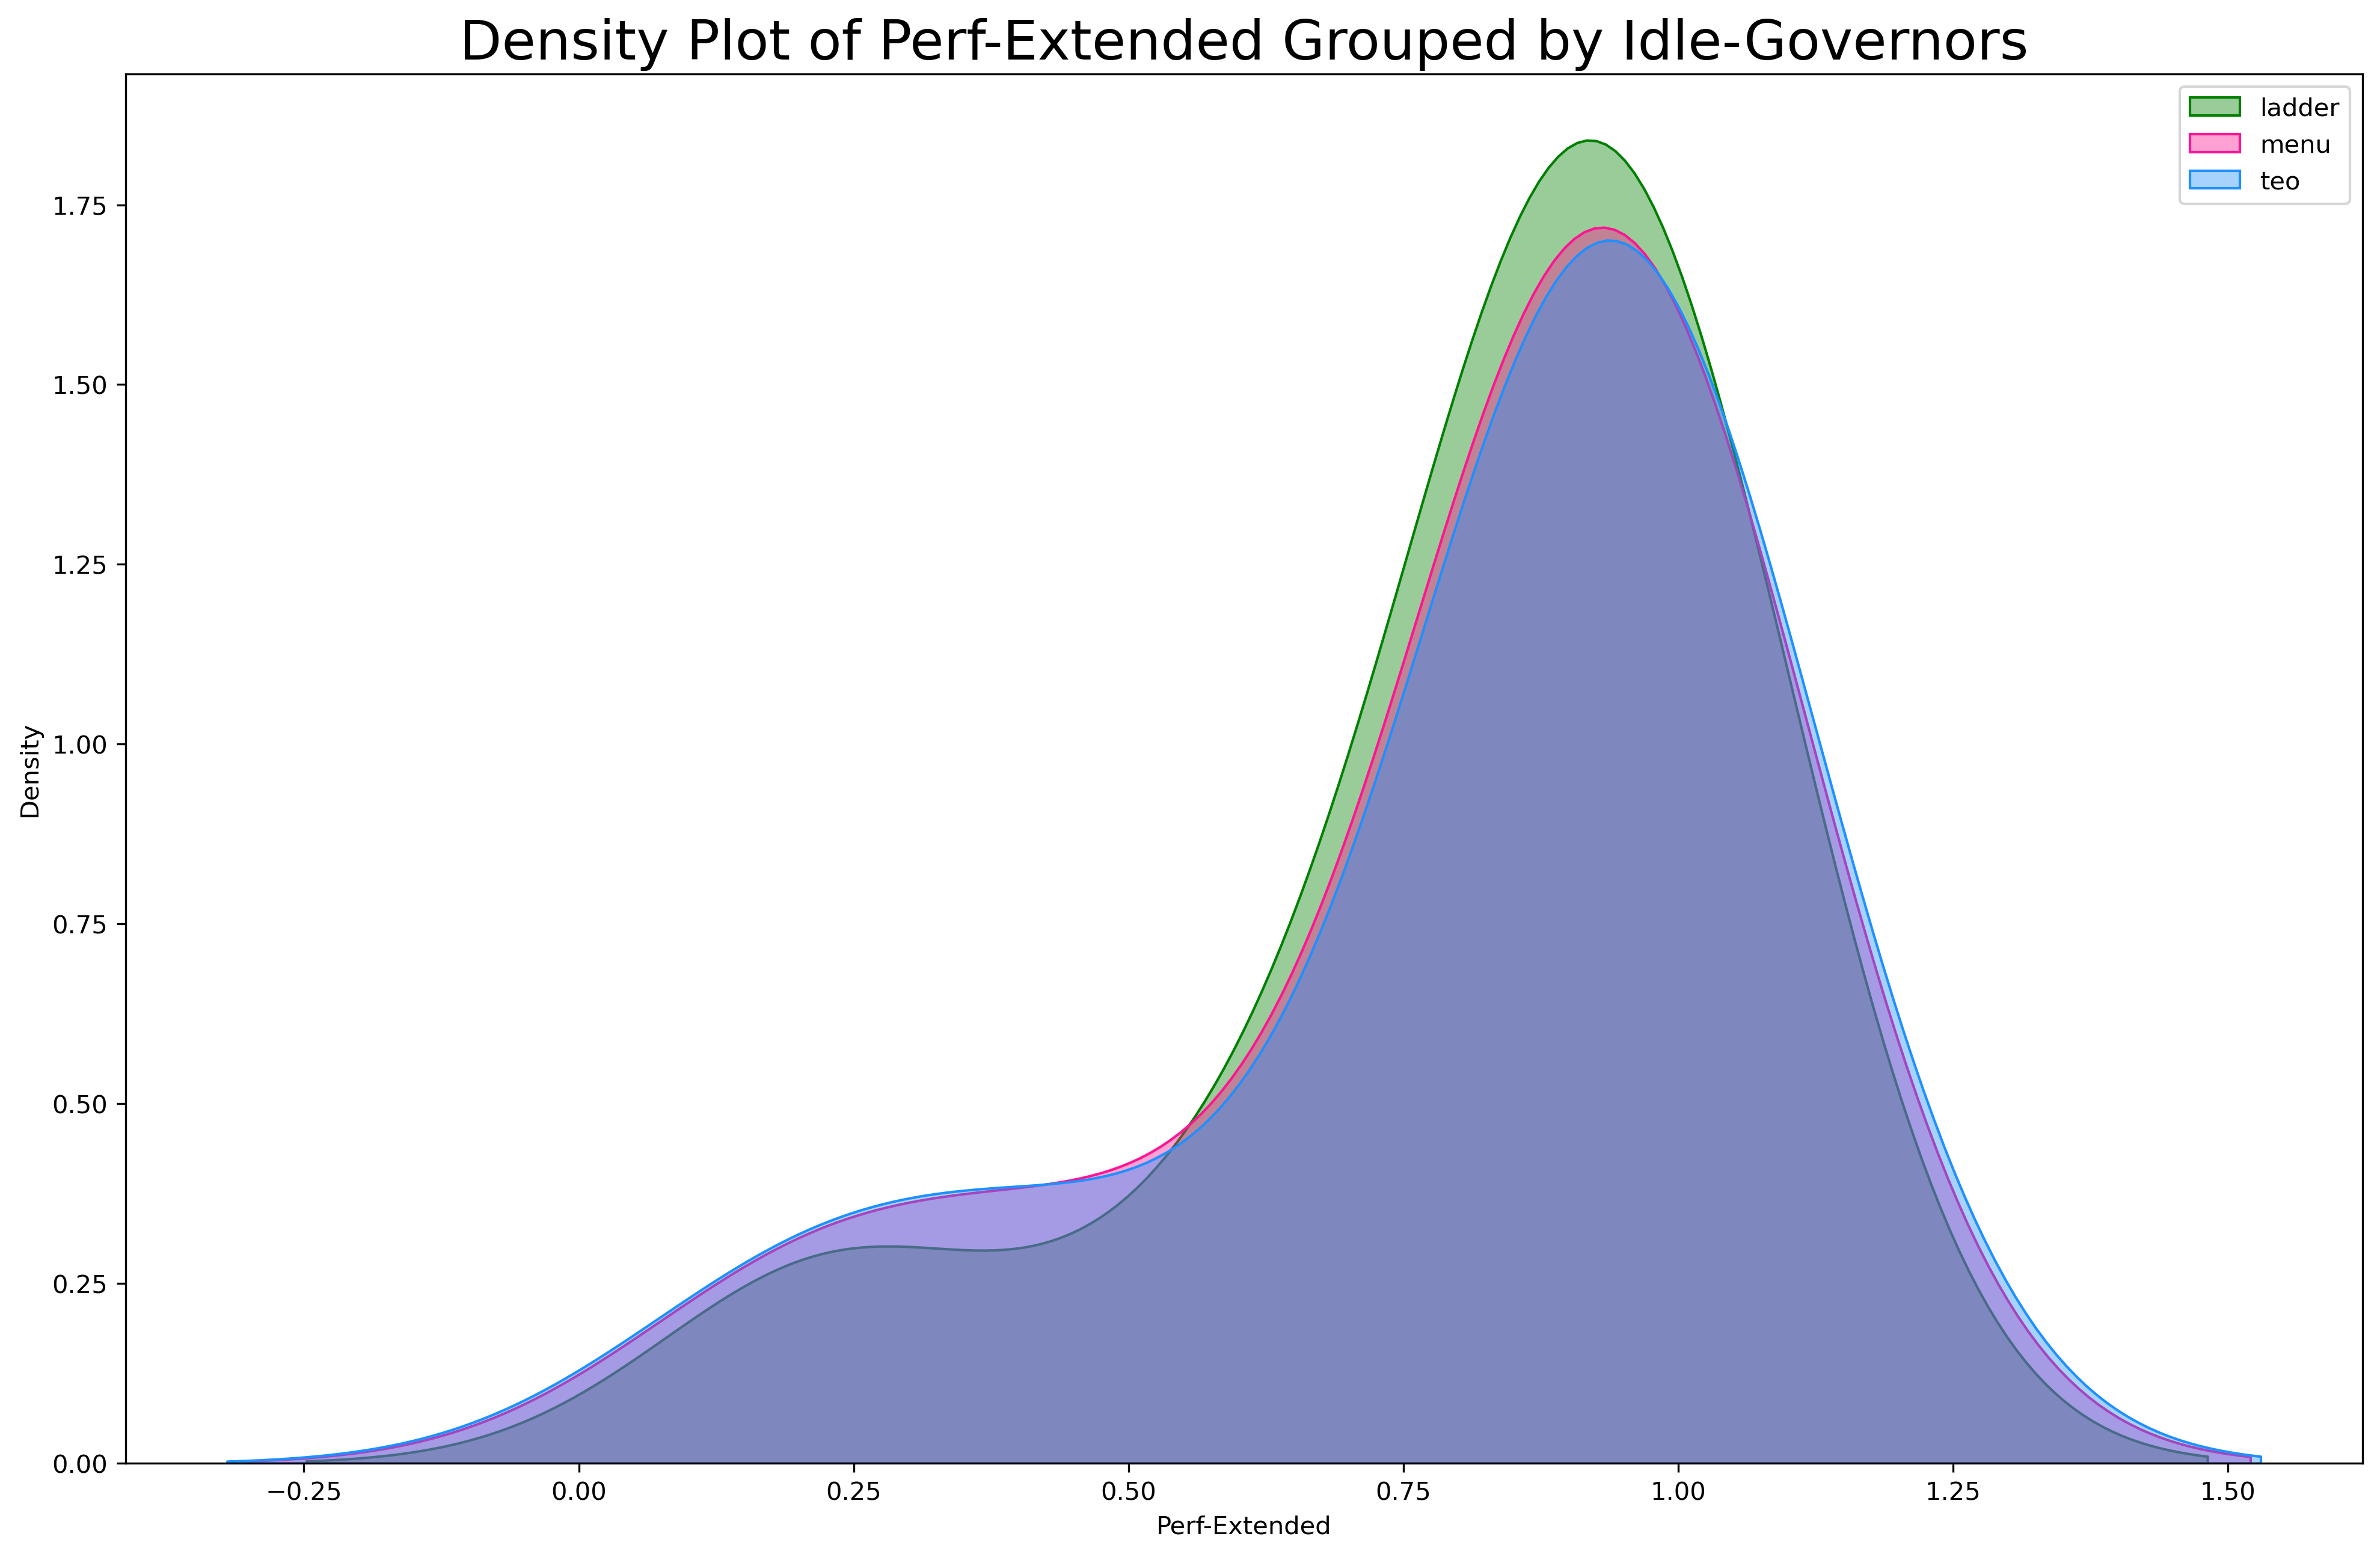 Density Plot of Perf-Extended Grouped by Idle-Governors
ladder
menu
teo
1.75
1.50
1.25
1.00
0.75
0.50
0.25
0.00
Density
−0.25 0.00 0.25 0.50 0.75 1.00 1.25 1.50
Perf-Extended